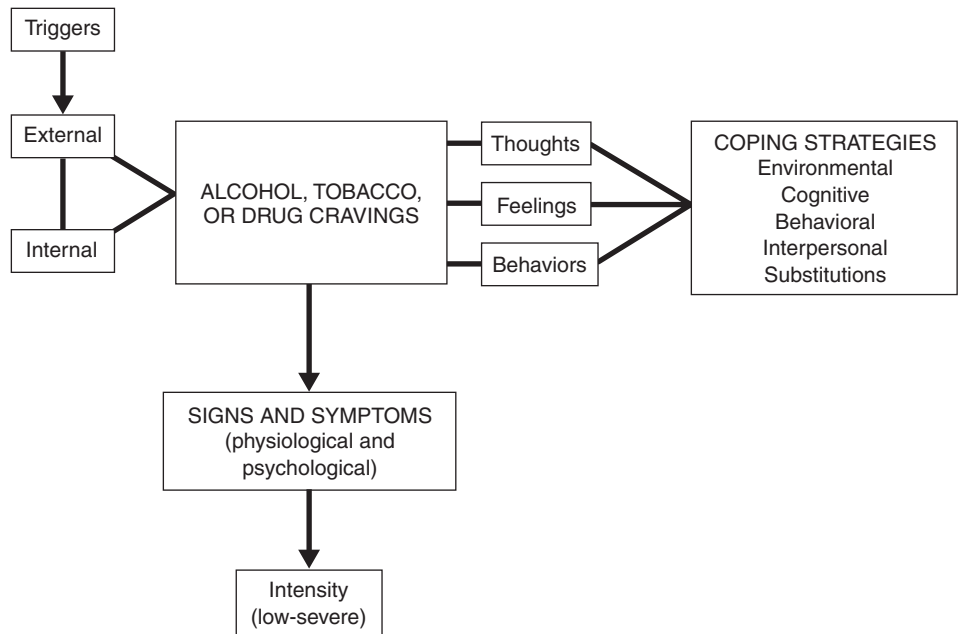 Triggers
External
Internal
ALCOHOL, TOBACCO,
OR DRUG CRAVINGS
Thoughts
Feelings
Behaviors
COPING STRATEGIES
Environmental
Cognitive
Behavioral
Interpersonal
Substitutions
SIGNS AND SYMPTOMS
(physiological and
psychological)
Intensity
(low-severe)